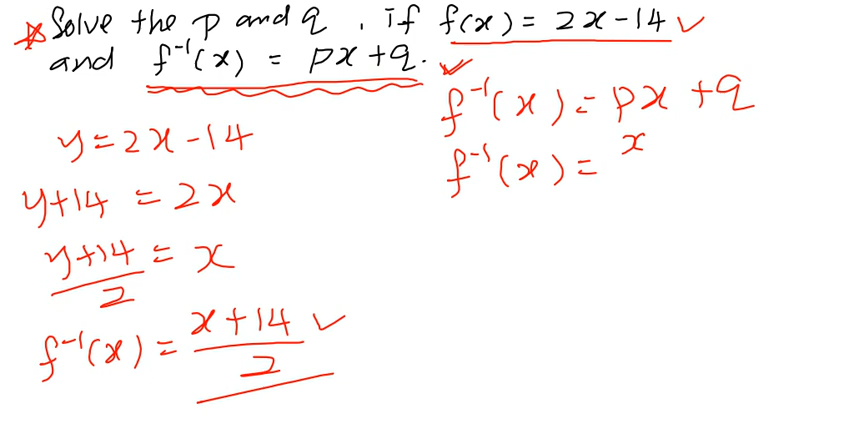 * Solve the p and q, if f(x) = 2x-14 ✓
and f⁻¹(x) = px+q. ✓
y=2x-14
y+14 = 2x
y+14/2 = x
f⁻¹(x) = x+14/2 ✓
f⁻¹(x) = px +q
f⁻¹(x) = x